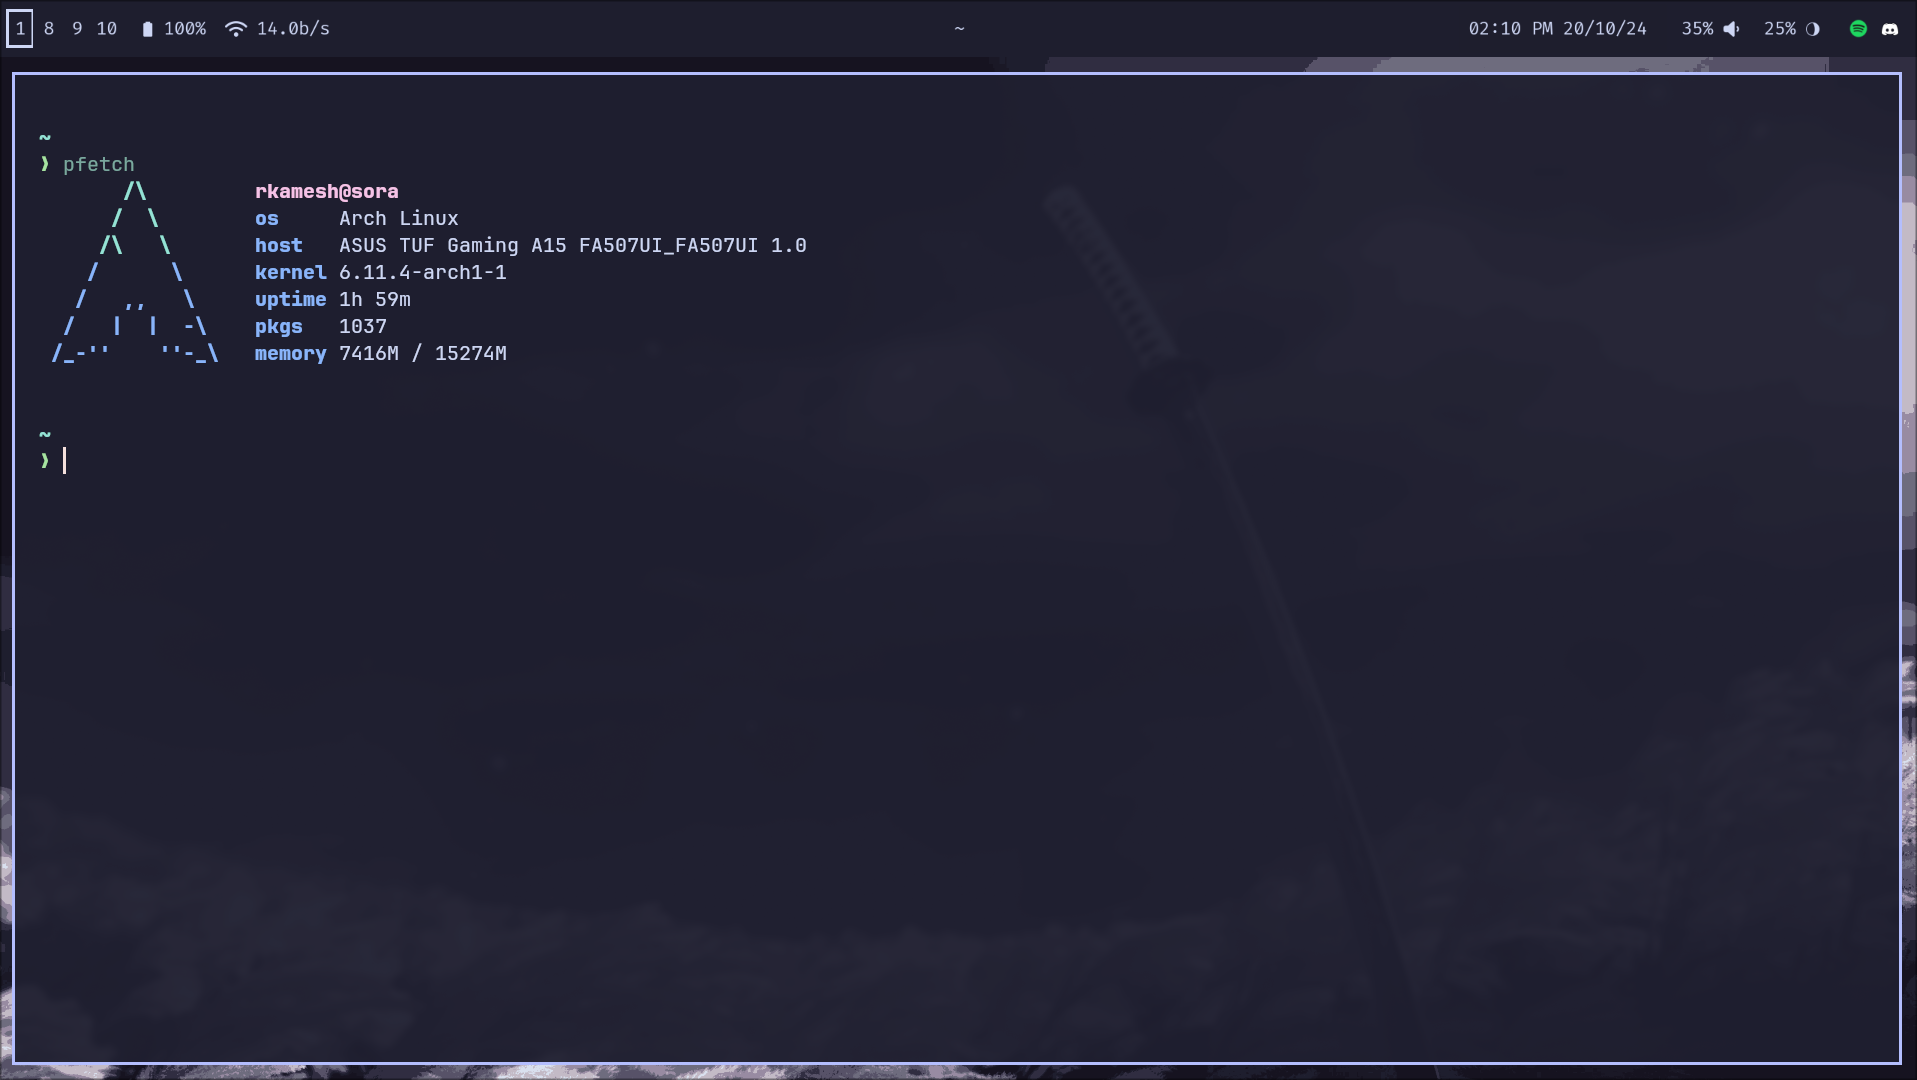 1 8 9 10 100% 14.0b/s ~ 02:10 PM 20/10/24 35% 25%
~
❯ pfetch
/\ rkamesh@sora
/ \ os Arch Linux
/\ \ host ASUS TUF Gaming A15 FA507UI_FA507UI 1.0
/ \ kernel 6.11.4-arch1-1
/ ,, \ uptime 1h 59m
/ | | -\ pkgs 1037
/_-'' ''-_\ memory 7416M / 15274M
~
❯